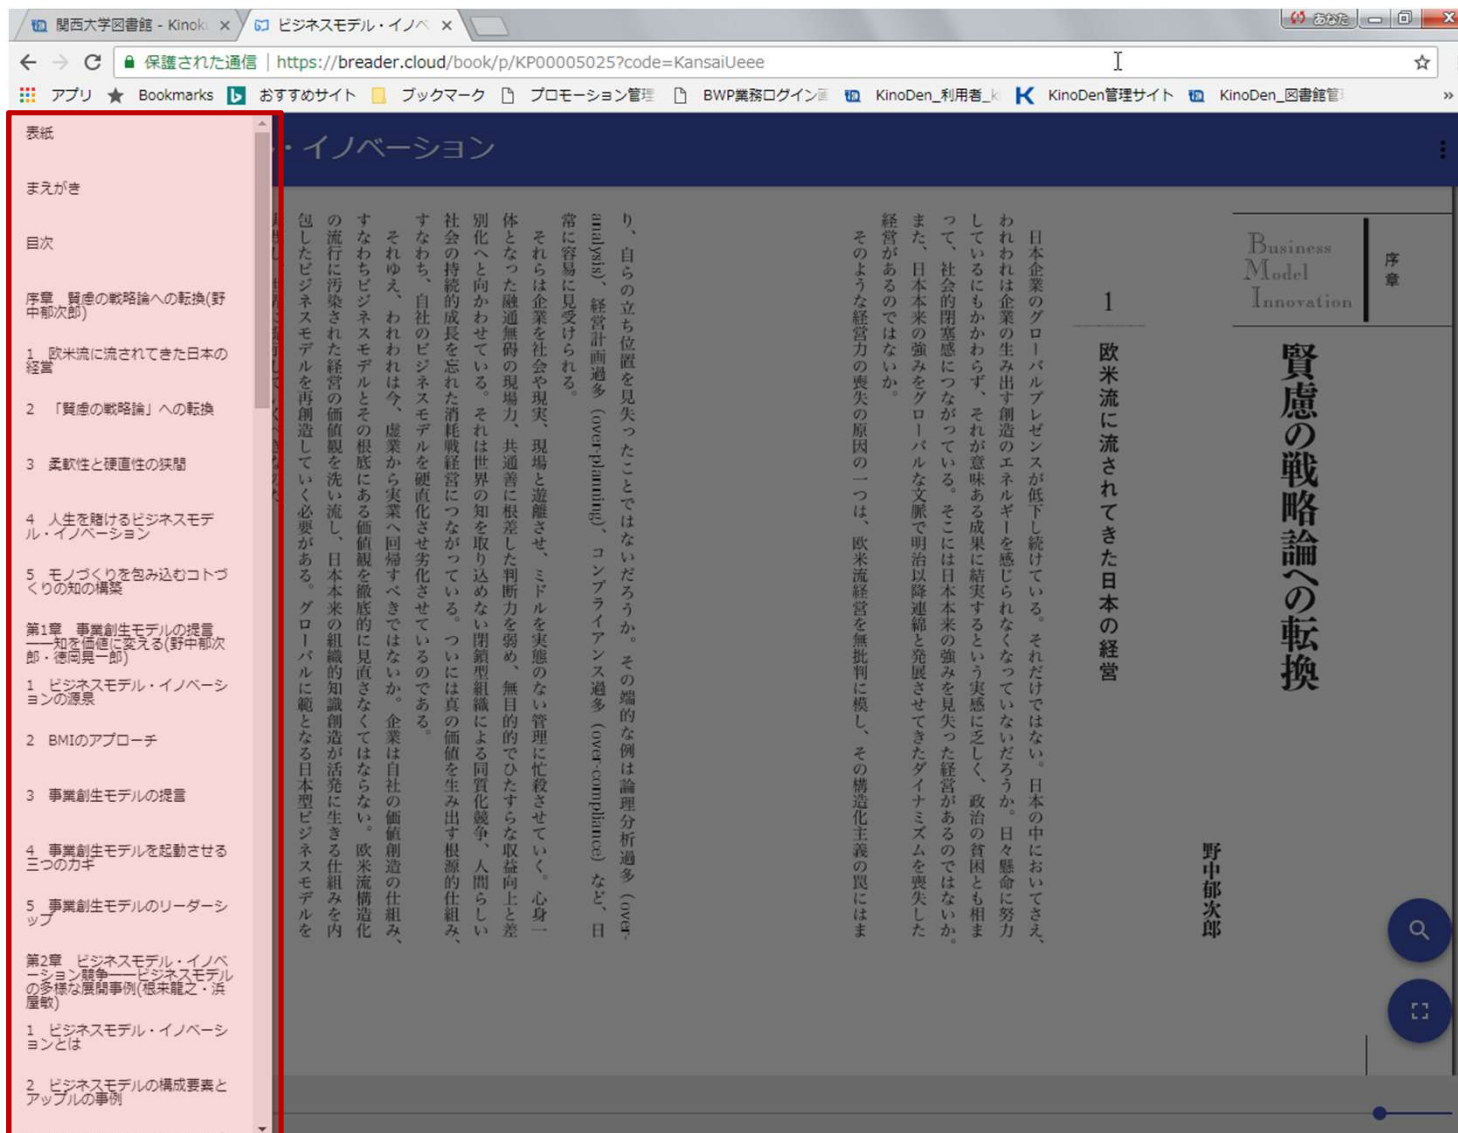 関西大学図書館 - Kinok
ビジネスモデル・イノベ
あなた
保護された通信
https://breader.cloud/book/p/KP00005025?code=KansaiUeee
アプリ
Bookmarks
おすすめサイト
ブックマーク
プロモーション管理
BWP業務ログイン画
KinoDen_利用者_k
KinoDen管理サイト
KinoDen_図書館管
»
・イノベーション
表紙
まえがき
目次
序章　賢慮の戦略論への転換(野
中郁次郎)
1　欧米流に流されてきた日本の
経営
2　「賢慮の戦略論」への転換
3　柔軟性と硬直性の狭間
4　人生を賭けるビジネスモデ
ル・イノベーション
5　モノづくりを包み込むコトづ
くりの知の構築
第1章　事業創生モデルの提言
――知を価値に変える(野中郁次
郎・徳岡晃一郎)
1　ビジネスモデル・イノベーシ
ョンの源泉
2　BMIのアプローチ
3　事業創生モデルの提言
4　事業創生モデルを起動させる
三つのカギ
5　事業創生モデルのリーダーシ
ップ
第2章　ビジネスモデル・イノベ
ーション競争――ビジネスモデル
の多様な展開事例(根来龍之・浜
屋敏)
1　ビジネスモデル・イノベーシ
ョンとは
2　ビジネスモデルの構成要素と
アップルの事例
序章
Business
Model
Innovation
賢慮の戦略論への転換
野中郁次郎
1
欧米流に流されてきた日本の経営
日本企業のグローバルプレゼンスが低下し続けている。それだけではない。日本の中においてさえ、
われわれは企業の生み出す創造のエネルギーを感じられなくなっていないだろうか。日々懸命に努力
しているにもかかわらず、それが意味ある成果に結実するという実感に乏しく、政治の貧困とも相ま
って、社会的閉塞感につながっている。そこには日本本来の強みを見失った経営があるのではないか。
また、日本本来の強みをグローバルな文脈で明治以降連綿と発展させてきたダイナミズムを喪失した
経営があるのではないか。
そのような経営力の喪失の原因の一つは、欧米流経営を無批判に模し、その構造化主義の罠にはま
り、自らの立ち位置を見失ったことではないだろうか。その端的な例は論理分析過多（over-
analysis）、経営計画過多（over-planning）、コンプライアンス過多（over-compliance）など、日
常に容易に見受けられる。
それらは企業を社会や現実、現場と遊離させ、ミドルを実態のない管理に忙殺させていく。心身一
体となった融通無碍の現場力、共通善に根差した判断力を弱め、無目的的でひたすらな収益向上と差
別化へと向かわせている。それは世界の知を取り込めない閉鎖型組織による同質化競争、人間らしい
社会の持続的成長を忘れた消耗戦経営につながっている。ついには真の価値を生み出す根源的仕組み、
すなわち、自社のビジネスモデルを硬直化させ劣化させているのである。
それゆえ、われわれは今、虚業から実業へ回帰すべきではないか。企業は自社の価値創造の仕組み、
すなわちビジネスモデルとその根底にある価値観を徹底的に見直さなくてはならない。欧米流構造化
の流行に汚染された経営の価値観を洗い流し、日本本来の組織的知識創造が活発に生きる仕組みを内
包したビジネスモデルを再創造していく必要がある。グローバルに範となる日本型ビジネスモデルを